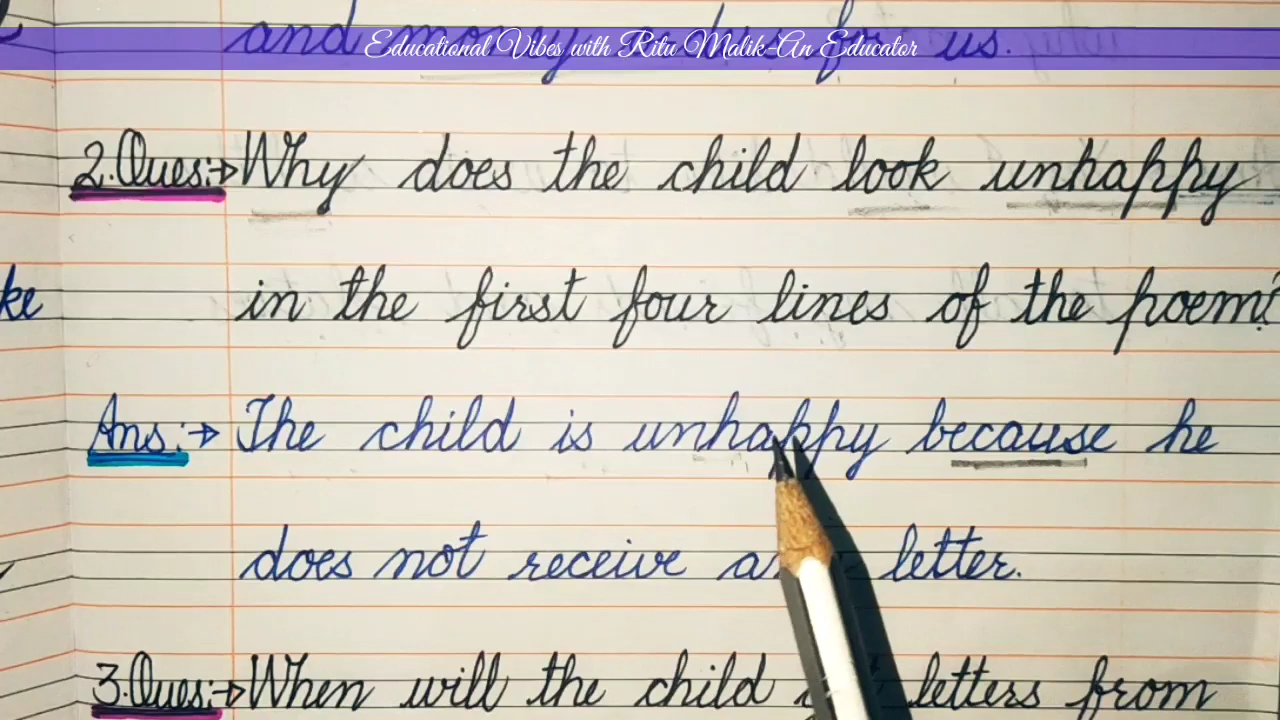 Educational Vibes with Ritu Malik-An Educator
and us.
2.Ques:→Why does the child look unhappy
in the first four lines of the poem?
ke
Ans:→ The child is unhappy because he
does not receive letter.
3.Ques:→When will the child letters from